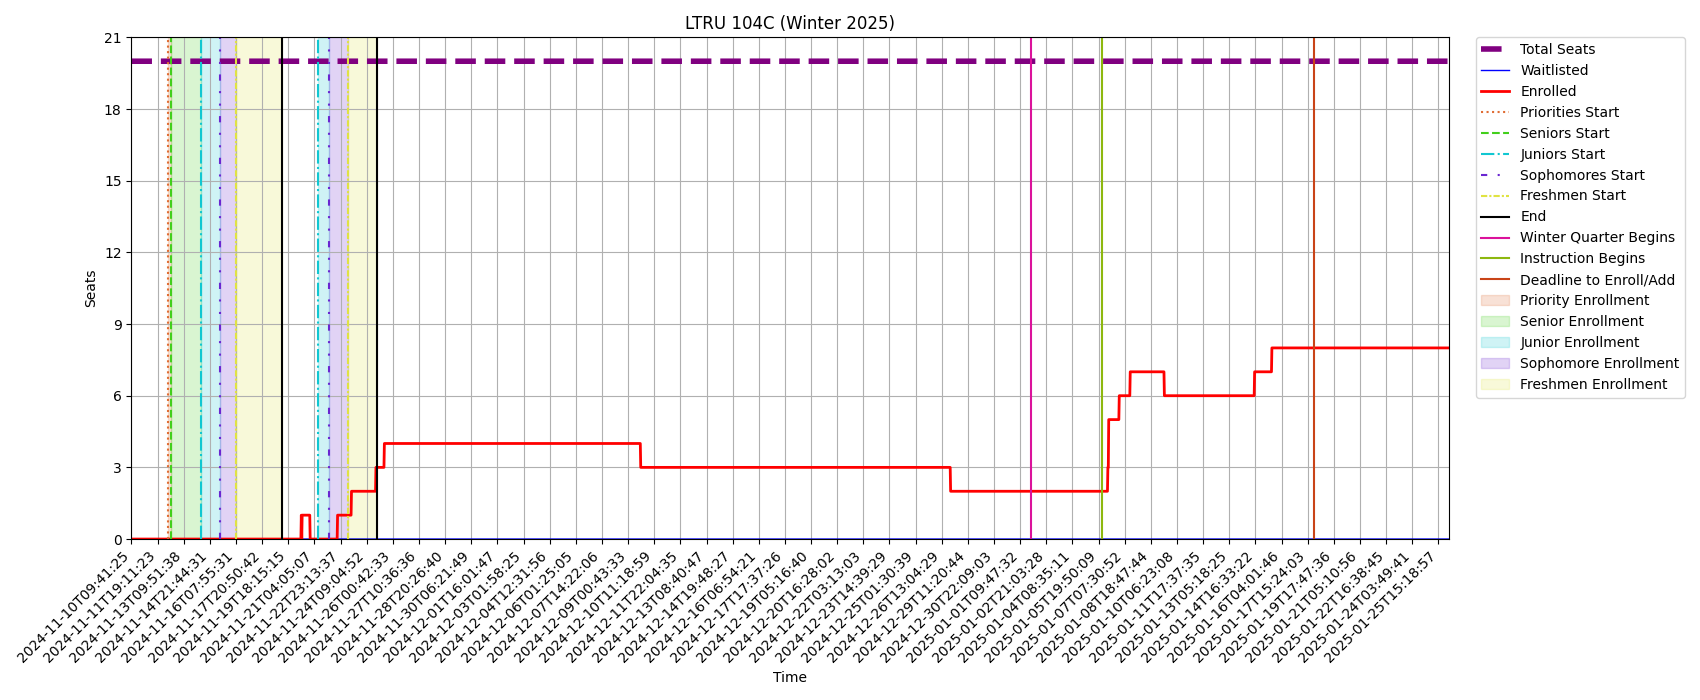 LTRU 104C (Winter 2025)
21
18
15
12
9
6
3
0
Seats
2024-11-10T09:41:25
2024-11-11T19:11:23
2024-11-13T09:51:38
2024-11-14T21:44:31
2024-11-16T07:55:31
2024-11-17T20:50:42
2024-11-19T18:15:15
2024-11-21T04:05:07
2024-11-22T23:13:37
2024-11-24T09:04:52
2024-11-26T00:42:33
2024-11-27T10:36:36
2024-11-28T20:26:40
2024-11-30T06:21:49
2024-12-01T16:01:47
2024-12-03T01:58:25
2024-12-04T12:31:56
2024-12-06T01:25:05
2024-12-07T14:22:06
2024-12-09T00:43:33
2024-12-10T11:18:59
2024-12-11T22:04:35
2024-12-13T08:40:47
2024-12-14T19:48:27
2024-12-16T06:54:21
2024-12-17T17:37:26
2024-12-19T05:16:40
2024-12-20T16:28:02
2024-12-22T03:13:03
2024-12-23T14:39:29
2024-12-25T01:30:39
2024-12-26T13:04:29
2024-12-29T11:20:44
2024-12-30T22:09:03
2025-01-01T09:47:32
2025-01-02T21:03:28
2025-01-04T08:35:11
2025-01-05T19:50:09
2025-01-07T07:30:52
2025-01-08T18:47:44
2025-01-10T06:23:08
2025-01-11T17:37:35
2025-01-13T05:18:25
2025-01-14T16:33:22
2025-01-16T04:01:46
2025-01-17T15:24:03
2025-01-19T17:47:36
2025-01-21T05:10:56
2025-01-22T16:38:45
2025-01-24T03:49:41
2025-01-25T15:18:57
Time
Total Seats
Waitlisted
Enrolled
Priorities Start
Seniors Start
Juniors Start
Sophomores Start
Freshmen Start
End
Winter Quarter Begins
Instruction Begins
Deadline to Enroll/Add
Priority Enrollment
Senior Enrollment
Junior Enrollment
Sophomore Enrollment
Freshmen Enrollment